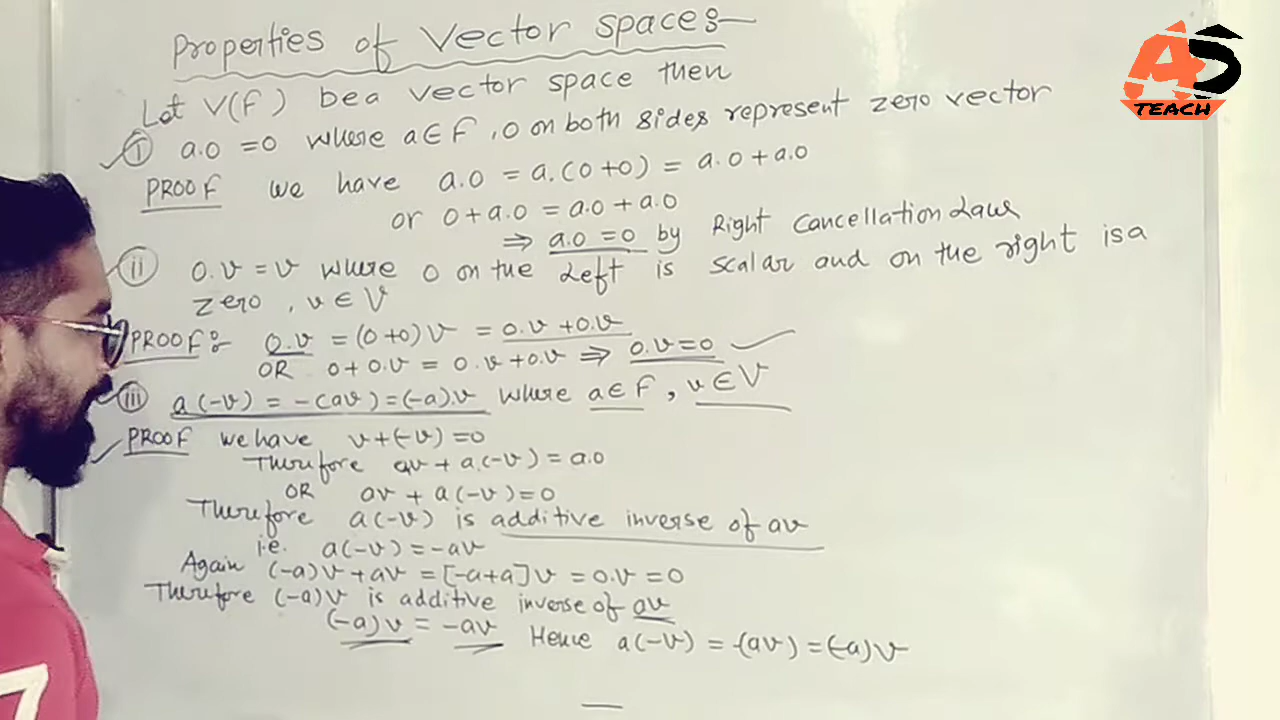 Properties of Vector spaces—
Let V(F) be a vector space then
(i) a.0 = 0 where a ∈ F, 0 on both sides represent zero vector
PROOF we have a.0 = a.(0+0) = a.0 + a.0
or 0 + a.0 = a.0 + a.0
⇒ a.0 = 0 by Right Cancellation Laws
(ii) 0.v = v where 0 on the Left is scalar and on the right is a
zero, v ∈ V
PROOF:- 0.v = (0+0)v = 0.v + 0.v
OR 0 + 0.v = 0.v + 0.v ⇒ 0.v = 0
(iii) a(-v) = -(av) = (-a).v where a ∈ F, v ∈ V
PROOF we have v + (-v) = 0
Therefore av + a.(-v) = a.0
OR av + a(-v) = 0
Therefore a(-v) is additive inverse of av
i.e. a(-v) = -av
Again (-a)v + av = [-a+a]v = 0.v = 0
Therefore (-a)v is additive inverse of av
(-a)v = -av Hence a(-v) = -(av) = (-a)v
AS
TEACH